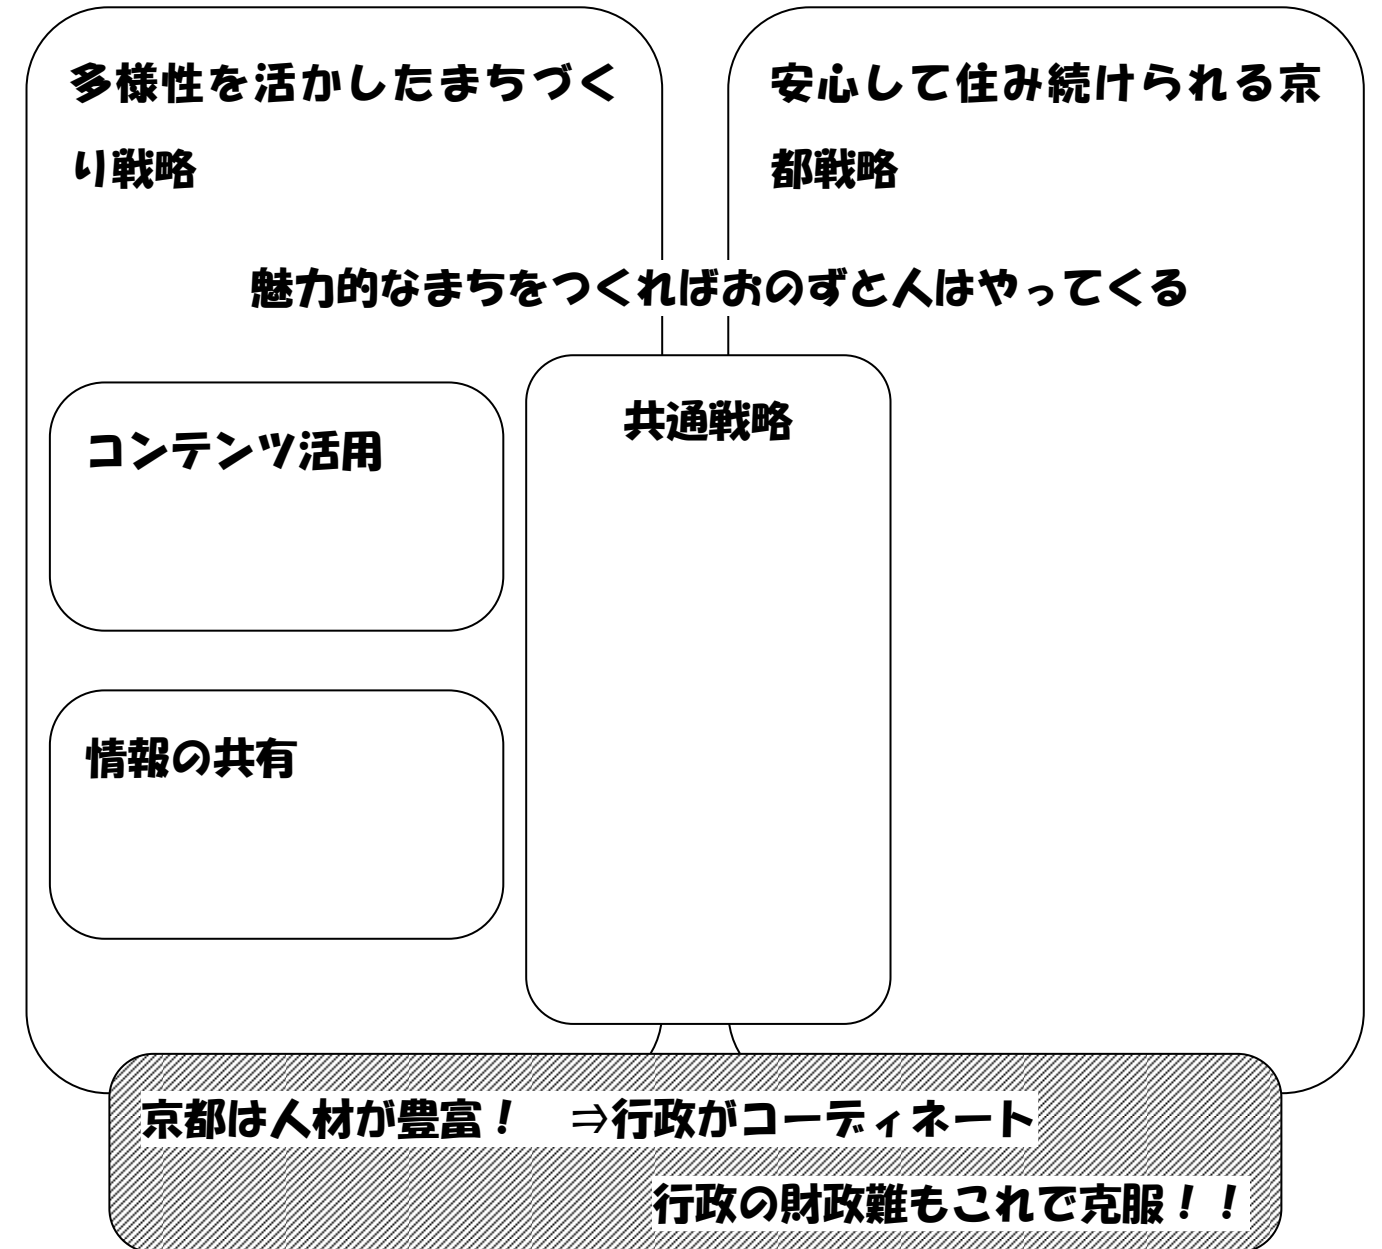 多様性を活かしたまちづく
り戦略
安心して住み続けられる京
都戦略
魅力的なまちをつくればおのずと人はやってくる
コンテンツ活用
共通戦略
情報の共有
京都は人材が豊富！　⇒行政がコーディネート
行政の財政難もこれで克服！！